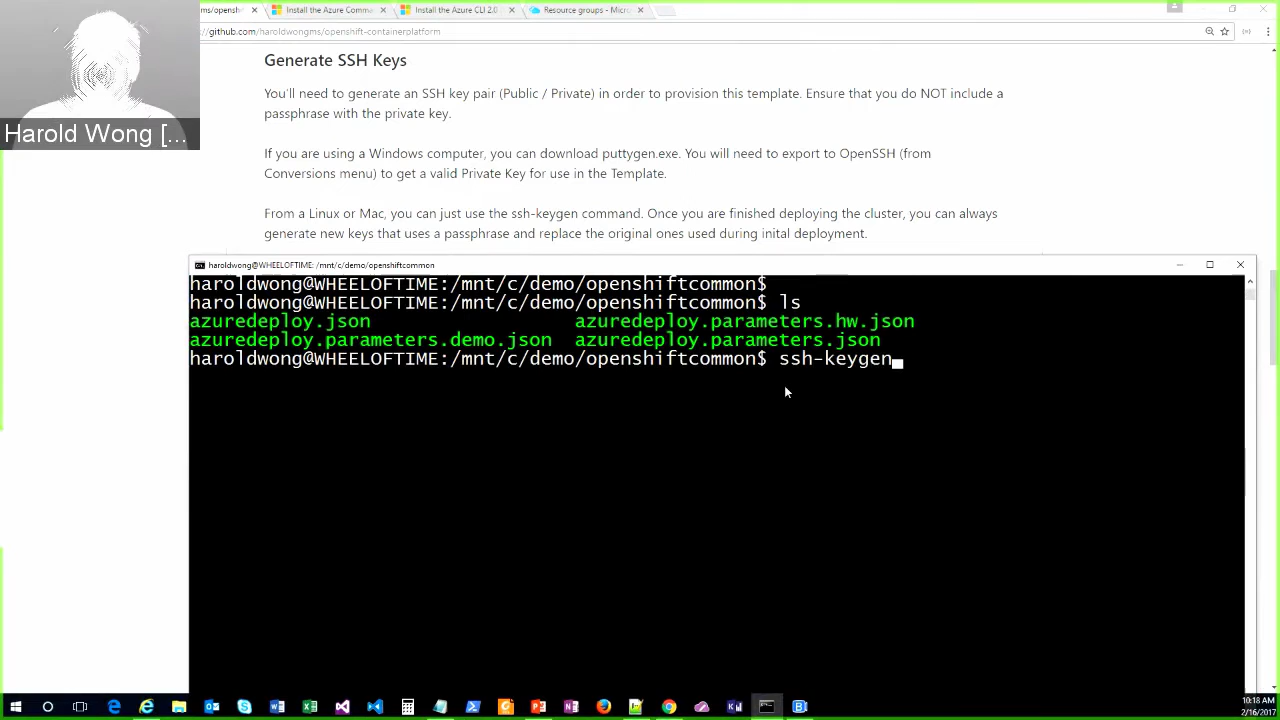 ms/openshi
Install the Azure Comma
Install the Azure CLI 2.0
Resource groups - Micro
://github.com/haroldwongms/openshift-containerplatform
Harold Wong [...
Generate SSH Keys
You'll need to generate an SSH key pair (Public / Private) in order to provision this template. Ensure that you do NOT include a
passphrase with the private key.
If you are using a Windows computer, you can download puttygen.exe. You will need to export to OpenSSH (from
Conversions menu) to get a valid Private Key for use in the Template.
From a Linux or Mac, you can just use the ssh-keygen command. Once you are finished deploying the cluster, you can always
generate new keys that uses a passphrase and replace the original ones used during inital deployment.
haroldwong@WHEELOFTIME: /mnt/c/demo/openshiftcommon
haroldwong@WHEELOFTIME:/mnt/c/demo/openshiftcommon$
haroldwong@WHEELOFTIME:/mnt/c/demo/openshiftcommon$ ls
azuredeploy.json azuredeploy.parameters.hw.json
azuredeploy.parameters.demo.json azuredeploy.parameters.json
haroldwong@WHEELOFTIME:/mnt/c/demo/openshiftcommon$ ssh-keygen
10:18 AM
2/16/2017